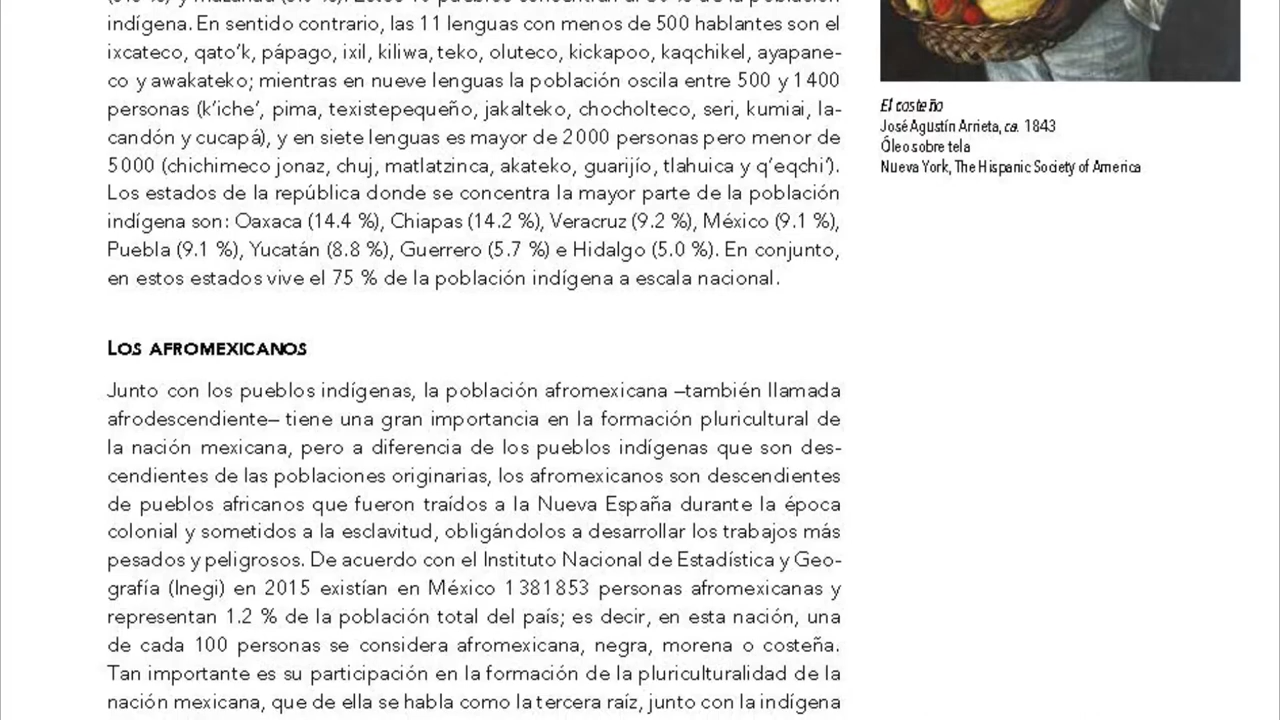 indígena. En sentido contrario, las 11 lenguas con menos de 500 hablantes son el
ixcateco, qato’k, pápago, ixil, kiliwa, teko, oluteco, kickapoo, kaqchikel, ayapane-
co y awakateko; mientras en nueve lenguas la población oscila entre 500 y 1 400
personas (k’iche’, pima, texistepequeño, jakalteko, chocholteco, seri, kumiai, la-
candón y cucapá), y en siete lenguas es mayor de 2 000 personas pero menor de
5 000 (chichimeco jonaz, chuj, matlatzinca, akateko, guarijío, tlahuica y q’eqchi’).
Los estados de la república donde se concentra la mayor parte de la población
indígena son: Oaxaca (14.4 %), Chiapas (14.2 %), Veracruz (9.2 %), México (9.1 %),
Puebla (9.1 %), Yucatán (8.8 %), Guerrero (5.7 %) e Hidalgo (5.0 %). En conjunto,
en estos estados vive el 75 % de la población indígena a escala nacional.
LOS AFROMEXICANOS
Junto con los pueblos indígenas, la población afromexicana –también llamada
afrodescendiente– tiene una gran importancia en la formación pluricultural de
la nación mexicana, pero a diferencia de los pueblos indígenas que son des-
cendientes de las poblaciones originarias, los afromexicanos son descendientes
de pueblos africanos que fueron traídos a la Nueva España durante la época
colonial y sometidos a la esclavitud, obligándolos a desarrollar los trabajos más
pesados y peligrosos. De acuerdo con el Instituto Nacional de Estadística y Geo-
grafía (Inegi) en 2015 existían en México 1 381 853 personas afromexicanas y
representan 1.2 % de la población total del país; es decir, en esta nación, una
de cada 100 personas se considera afromexicana, negra, morena o costeña.
Tan importante es su participación en la formación de la pluriculturalidad de la
nación mexicana, que de ella se habla como la tercera raíz, junto con la indígena
El costeño
José Agustín Arrieta, ca. 1843
Óleo sobre tela
Nueva York, The Hispanic Society of America